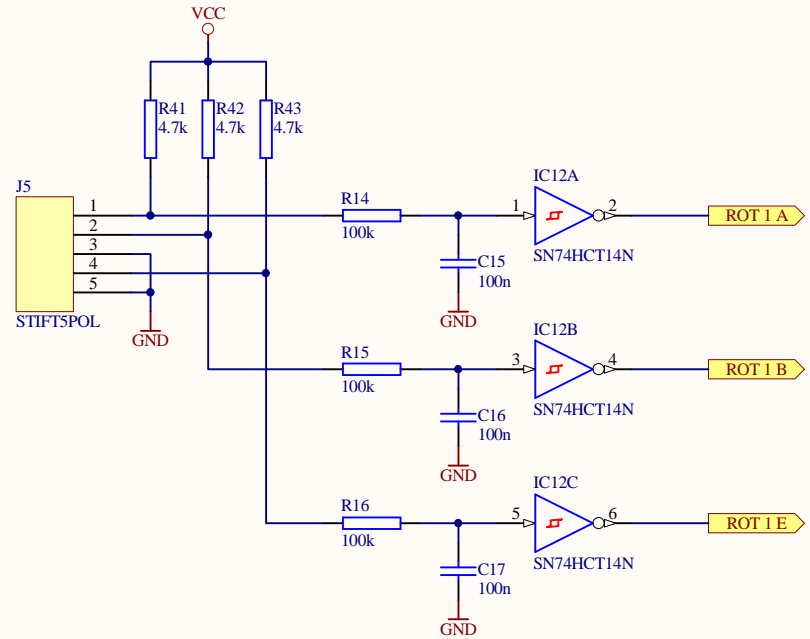 VCC
R41
4.7k
R42
4.7k
R43
4.7k
J5
1
2
3
4
5
STIFT5POL
GND
R14
100k
C15
100n
GND
IC12A
1
2
SN74HCT14N
ROT 1 A
R15
100k
C16
100n
GND
IC12B
3
4
SN74HCT14N
ROT 1 B
R16
100k
C17
100n
GND
IC12C
5
6
SN74HCT14N
ROT 1 E